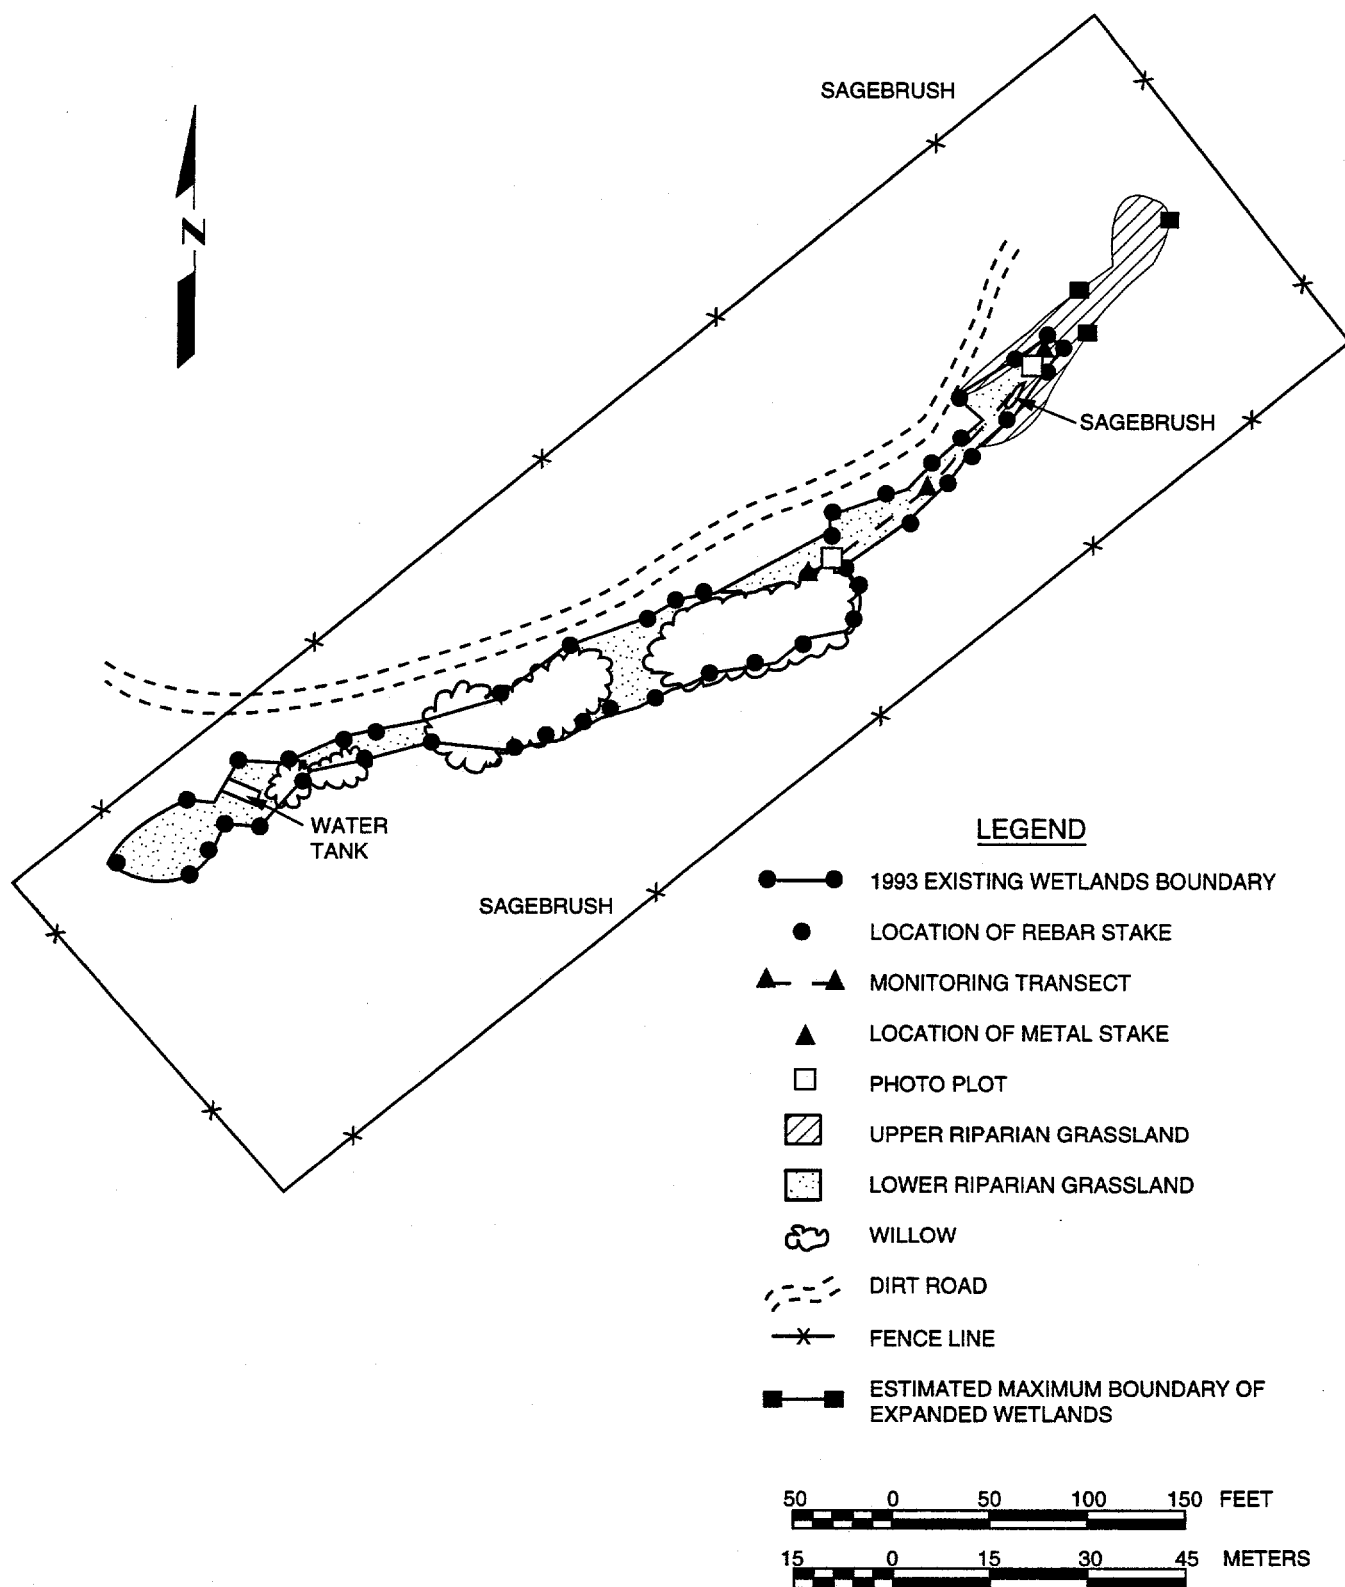 SAGEBRUSH
N
SAGEBRUSH
WATER
TANK
SAGEBRUSH
LEGEND
1993 EXISTING WETLANDS BOUNDARY
LOCATION OF REBAR STAKE
MONITORING TRANSECT
LOCATION OF METAL STAKE
PHOTO PLOT
UPPER RIPARIAN GRASSLAND
LOWER RIPARIAN GRASSLAND
WILLOW
DIRT ROAD
FENCE LINE
ESTIMATED MAXIMUM BOUNDARY OF
EXPANDED WETLANDS
50 0 50 100 150 FEET
15 0 15 30 45 METERS